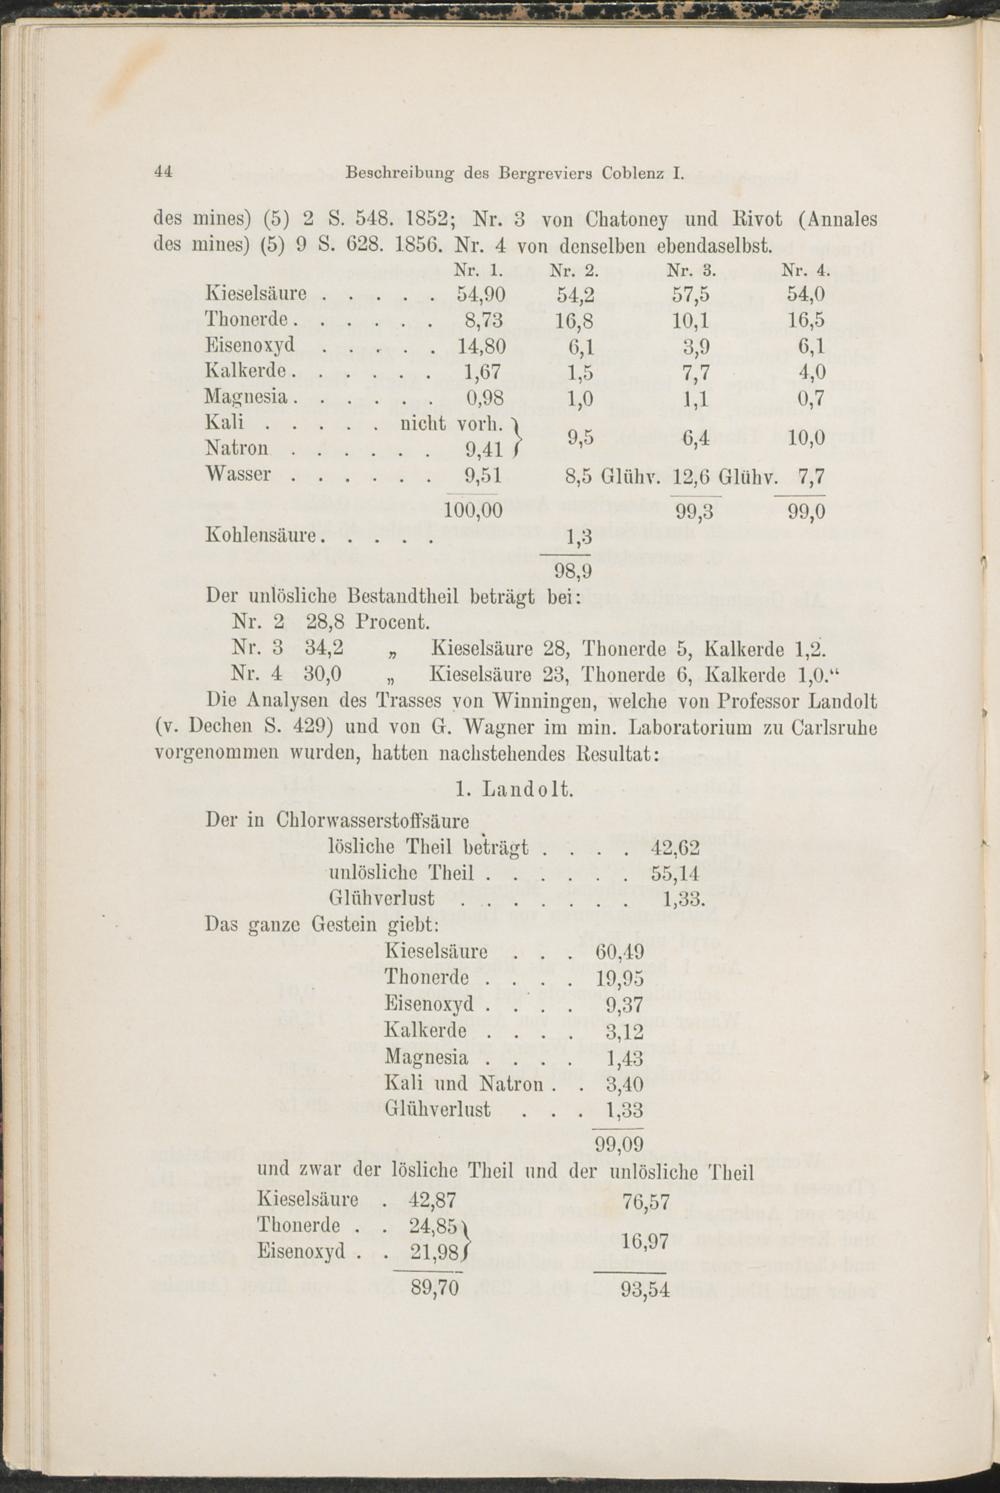 44 Beschreibung des Bergreviers Coblenz I.
des mines) (5) 2 S. 548. 1852; Nr. 3 von Chatoney und Rivot (Annales
des mines) (5) 9 S. 628. 1856. Nr. 4 von denselben ebendaselbst.
Nr. 1. Nr. 2. Nr. 3. Nr. 4.
Kieselsäure . . . . . 54,90 54,2 57,5 54,0
Thonerde . . . . . . 8,73 16,8 10,1 16,5
Eisenoxyd . . . . . 14,80 6,1 3,9 6,1
Kalkerde . . . . . . 1,67 1,5 7,7 4,0
Magnesia . . . . . . 0,98 1,0 1,1 0,7
Kali . . . . . nicht vorh. }
9,5 6,4 10,0
Natron . . . . . . 9,41 }
Wasser . . . . . . 9,51 8,5 Glühv. 12,6 Glühv. 7,7
100,00 99,3 99,0
Kohlensäure . . . . . 1,3
98,9
Der unlösliche Bestandtheil beträgt bei:
Nr. 2 28,8 Procent.
Nr. 3 34,2 „ Kieselsäure 28, Thonerde 5, Kalkerde 1,2.
Nr. 4 30,0 „ Kieselsäure 23, Thonerde 6, Kalkerde 1,0.“
Die Analysen des Trasses von Winningen, welche von Professor Landolt
(v. Dechen S. 429) und von G. Wagner im min. Laboratorium zu Carlsruhe
vorgenommen wurden, hatten nachstehendes Resultat:
1. Landolt.
Der in Chlorwasserstoffsäure
lösliche Theil beträgt . . . . 42,62
unlösliche Theil . . . . . . 55,14
Glühverlust . . . . . . . 1,33.
Das ganze Gestein giebt:
Kieselsäure . . . 60,49
Thonerde . . . . 19,95
Eisenoxyd . . . . 9,37
Kalkerde . . . . 3,12
Magnesia . . . . 1,43
Kali und Natron . . 3,40
Glühverlust . . . 1,33
99,09
und zwar der lösliche Theil und der unlösliche Theil
Kieselsäure . 42,87 76,57
Thonerde . . 24,85 }
16,97
Eisenoxyd . . 21,98 }
89,70 93,54